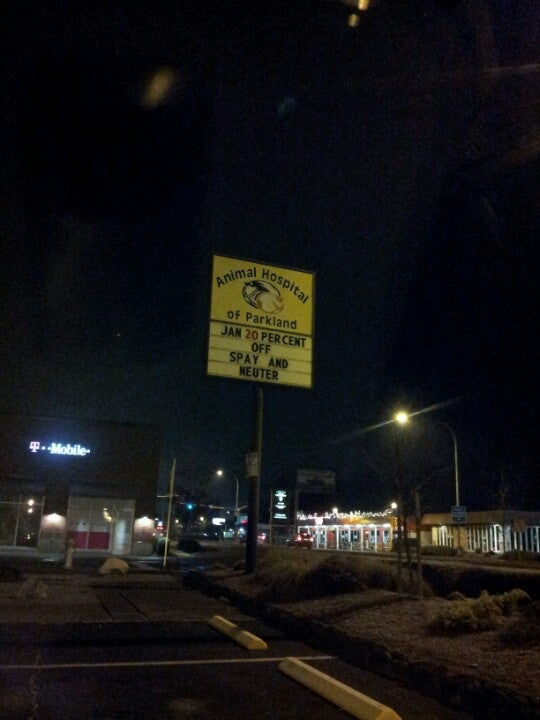 Animal Hospital
of Parkland
JAN 20 PERCENT
OFF
SPAY AND
NEUTER
T··Mobile·